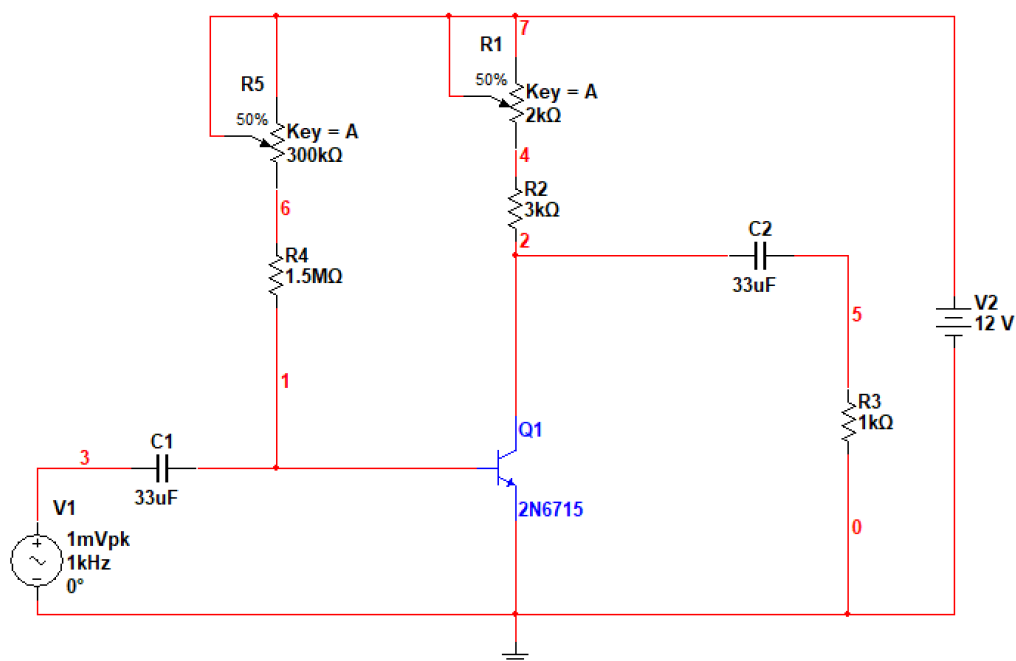 7
R1
50%
Key = A
2kΩ
R5
50%
Key = A
300kΩ
4
R2
3kΩ
6
2
C2
33uF
R4
1.5MΩ
5
V2
12 V
1
R3
1kΩ
Q1
2N6715
C1
33uF
3
V1
1mVpk
1kHz
0°
0